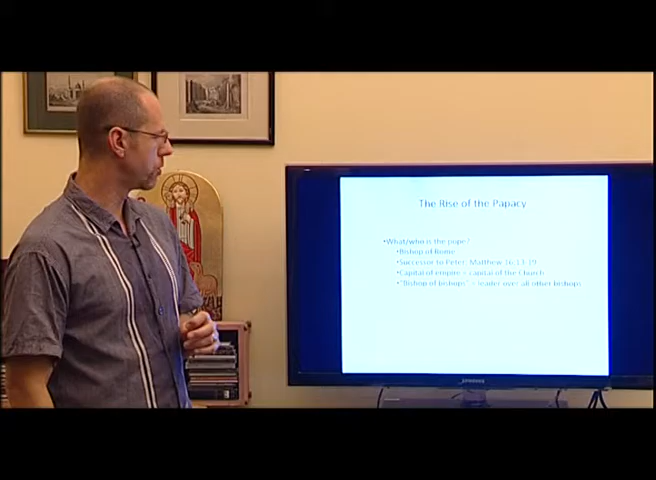 The Rise of the Papacy
•What/who is the pope?
•Bishop of Rome
•Successor to Peter: Matthew 16:13-19
•Capital of empire = capital of the Church
•"Bishop of bishops" = leader over all other bishops
SAMSUNG